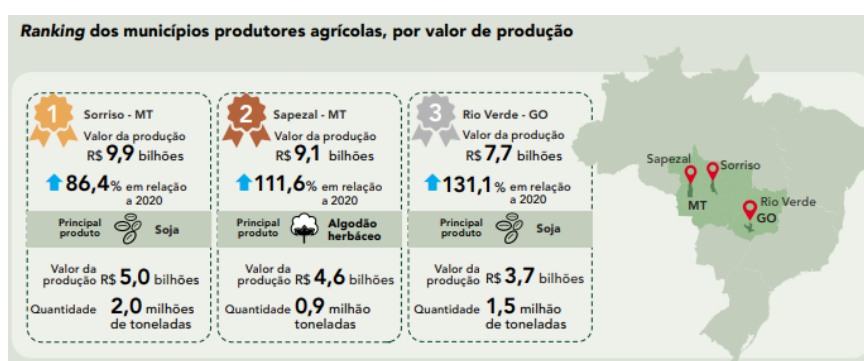 Ranking dos municípios produtores agrícolas, por valor de produção
1
Sorriso - MT
Valor da produção
R$ 9,9 bilhões
86,4% em relação
a 2020
Principal
produto
Soja
Valor da
produção R$ 5,0 bilhões
Quantidade 2,0 milhões
de toneladas
2
Sapezal - MT
Valor da produção
R$ 9,1 bilhões
111,6% em relação
a 2020
Principal
produto
Algodão
herbáceo
Valor da
produção R$ 4,6 bilhões
Quantidade 0,9 milhão
toneladas
3
Rio Verde - GO
Valor da produção
R$ 7,7 bilhões
131,1% em relação
a 2020
Principal
produto
Soja
Valor da
produção R$ 3,7 bilhões
Quantidade 1,5 milhão
de toneladas
Sapezal
Sorriso
MT
Rio Verde
GO